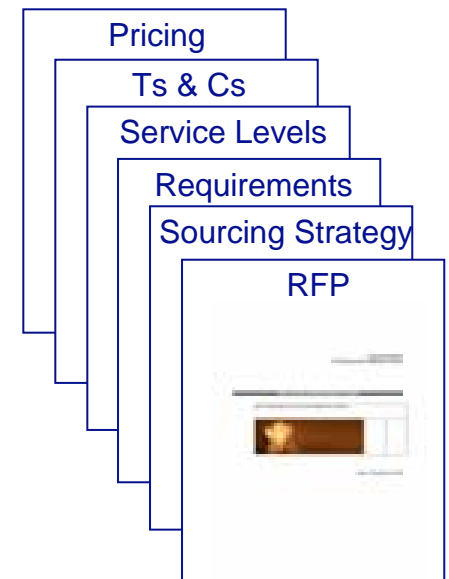 Pricing
Ts & Cs
Service Levels
Requirements
Sourcing Strategy
RFP